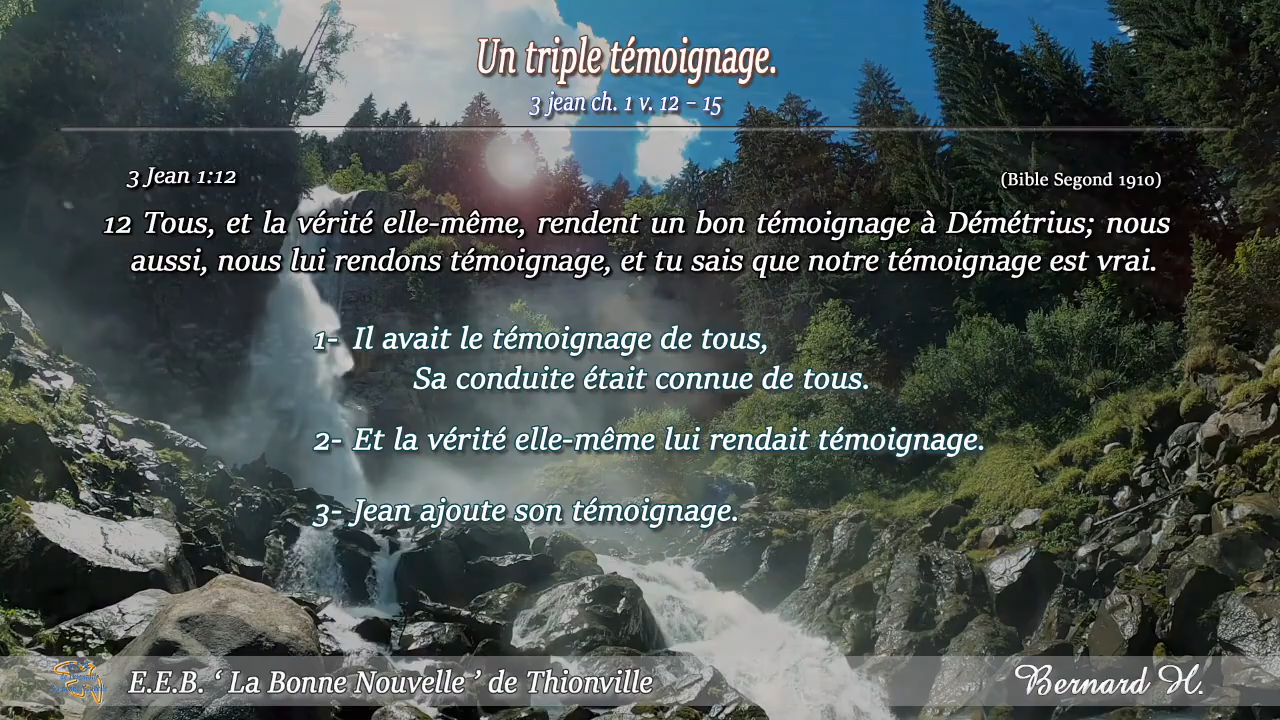 Un triple témoignage.
3 jean ch. 1 v. 12 – 15
3 Jean 1:12
(Bible Segond 1910)
12 Tous, et la vérité elle-même, rendent un bon témoignage à Démétrius; nous
aussi, nous lui rendons témoignage, et tu sais que notre témoignage est vrai.
1- Il avait le témoignage de tous,
Sa conduite était connue de tous.
2- Et la vérité elle-même lui rendait témoignage.
3- Jean ajoute son témoignage.
E.E.B. ‘ La Bonne Nouvelle ’ de Thionville
Bernard H.